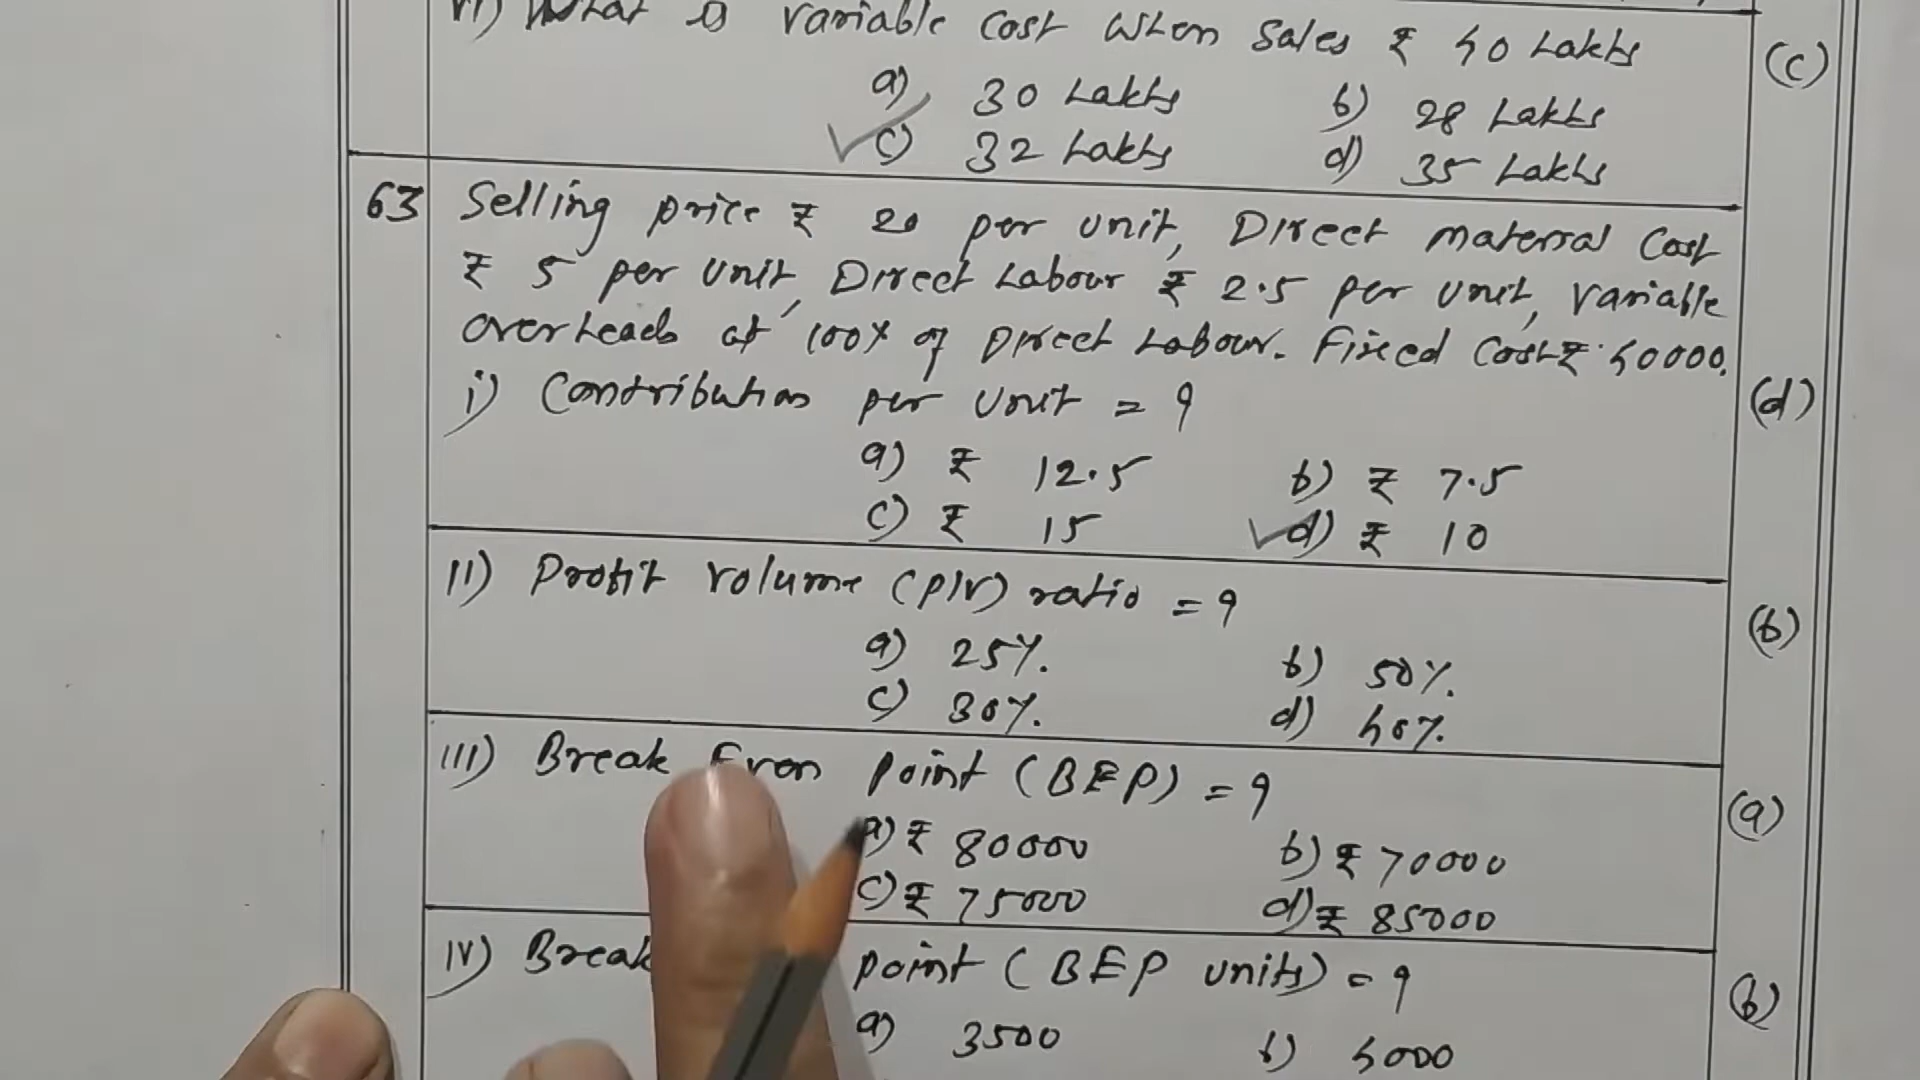 vi) What is variable cost when sales ₹ 40 Lakhs
(c)
a) 30 Lakhs b) 28 Lakhs
c) 32 Lakhs d) 35 Lakhs
63 Selling price ₹ 20 per unit, Direct material cost
₹ 5 per unit, Direct Labour ₹ 2.5 per unit, variable
overheads at 100% of Direct Labour. Fixed Cost ₹ 40000.
i) Contribution per unit = ?
(d)
a) ₹ 12.5 b) ₹ 7.5
c) ₹ 15 d) ₹ 10
ii) Profit volume (P/V) ratio = ?
(b)
a) 25%. b) 50%.
c) 30%. d) 40%.
iii) Break Even point (BEP) = ?
(a)
a) ₹ 80000 b) ₹ 70000
c) ₹ 75000 d) ₹ 85000
iv) Break point (BEP units) = ?
(b)
a) 3500 b) 4000